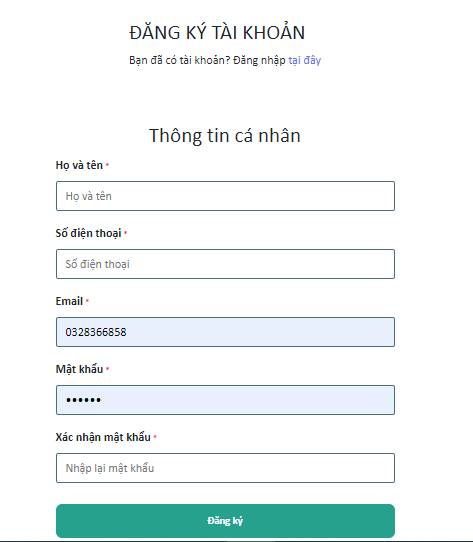 ĐĂNG KÝ TÀI KHOẢN
Bạn đã có tài khoản? Đăng nhập tại đây
Thông tin cá nhân
Họ và tên *
Họ và tên
Số điện thoại *
Số điện thoại
Email *
0328366858
Mật khẩu *
••••••
Xác nhận mật khẩu *
Nhập lại mật khẩu
Đăng ký